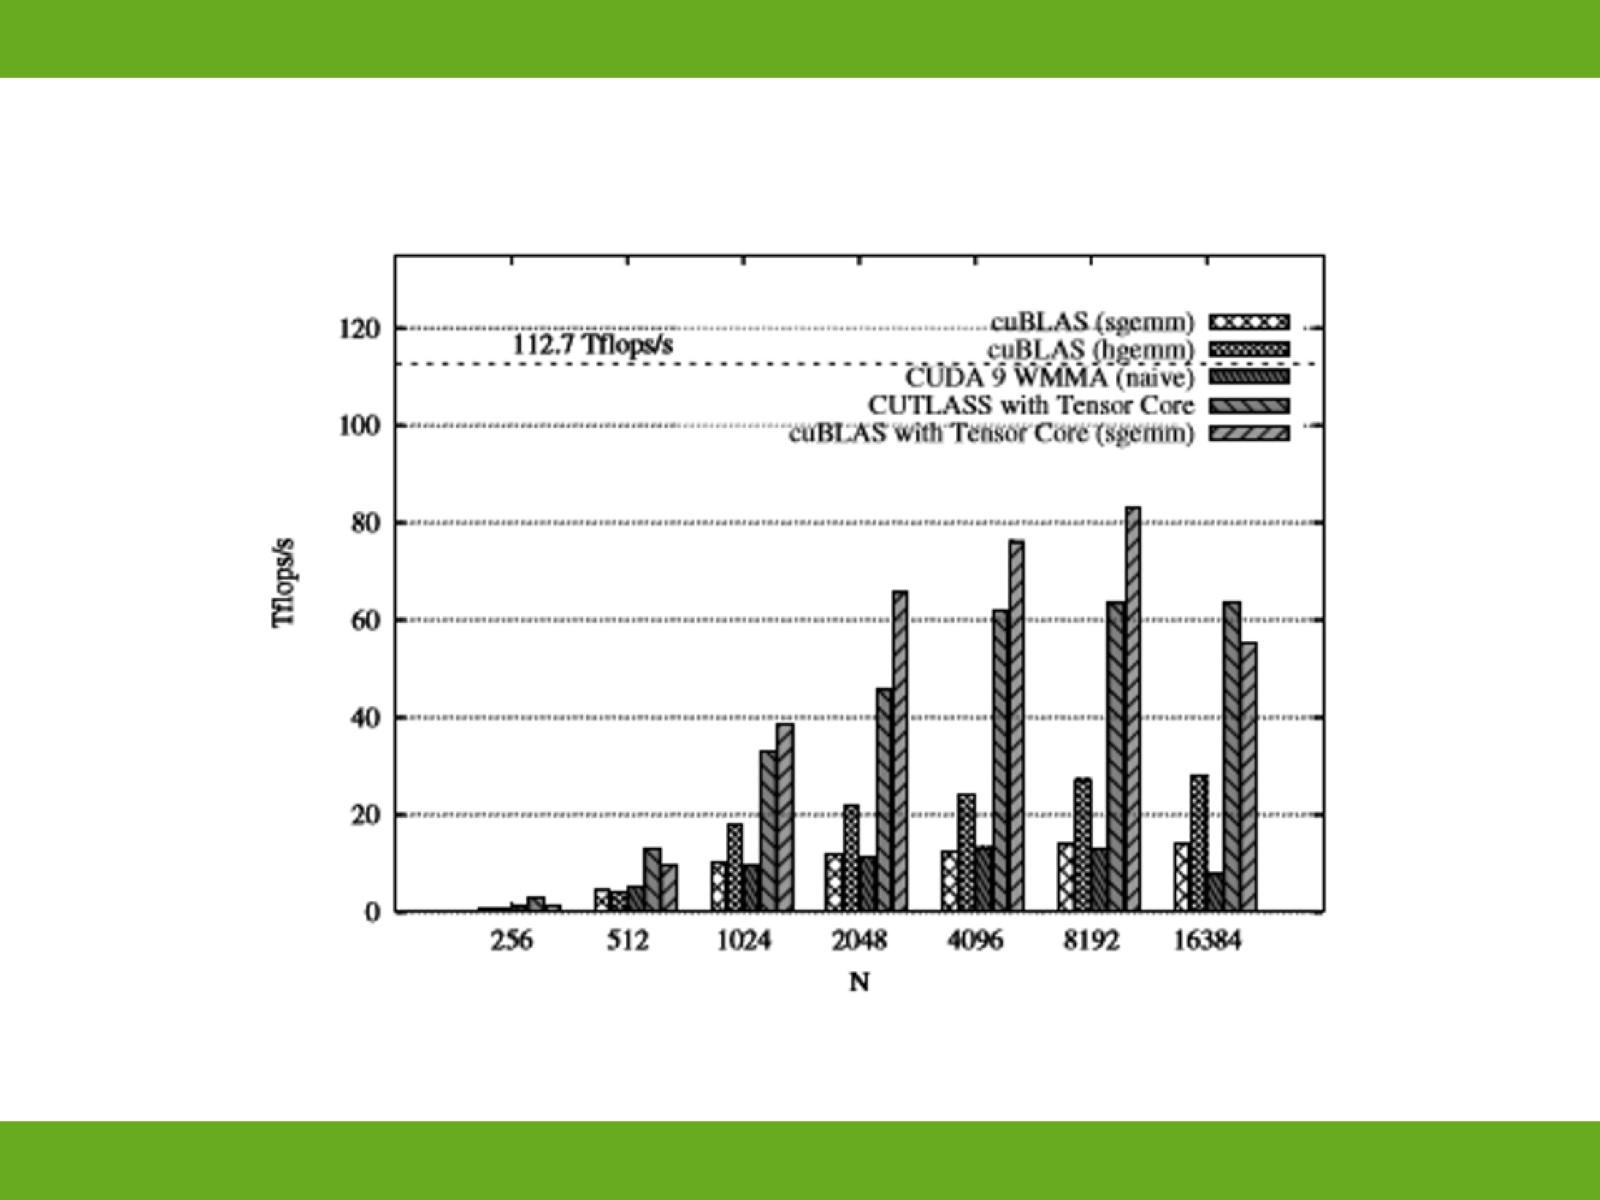 120
112.7 Tflops/s
100
80
60
40
20
0
Tflops/s
cuBLAS (sgemm)
cuBLAS (hgemm)
CUDA 9 WMMA (naive)
CUTLASS with Tensor Core
cuBLAS with Tensor Core (sgemm)
256 512 1024 2048 4096 8192 16384
N